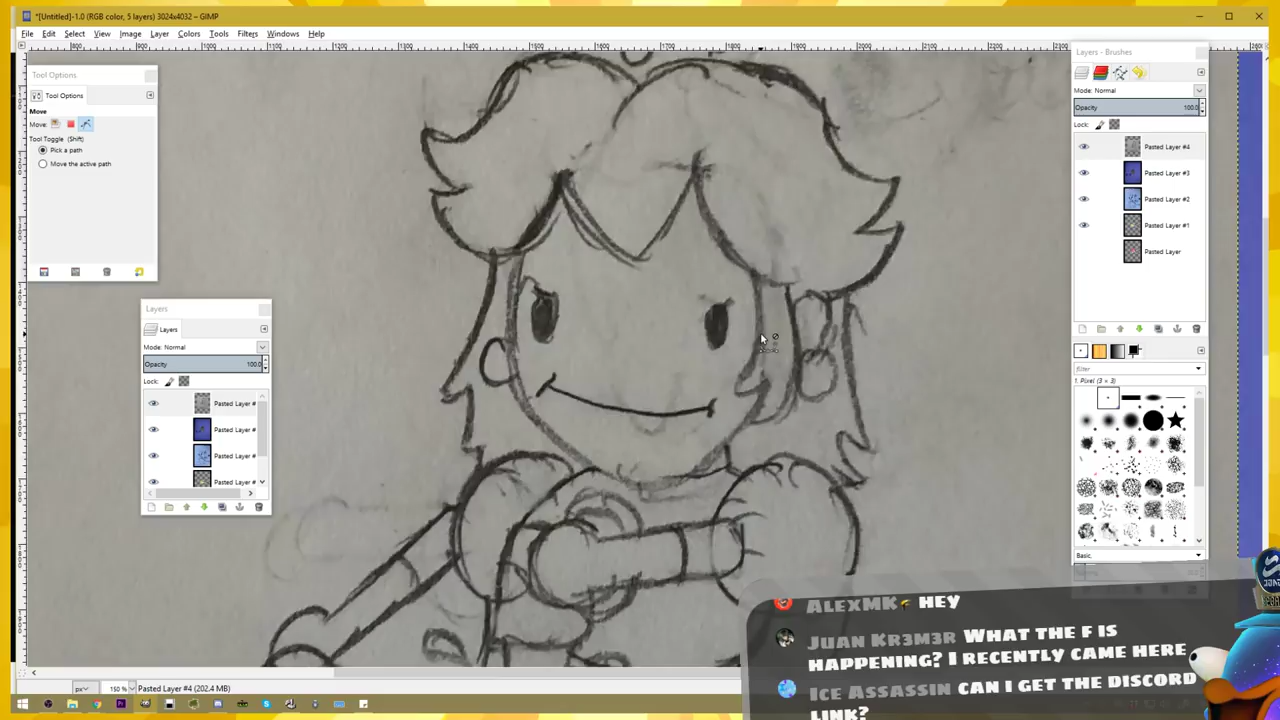 *[Untitled]-1.0 (RGB color, 5 layers) 3024x4032 – GIMP
File Edit Select View Image Layer Colors Tools Filters Windows Help
Tool Options
Tool Options
Move
Move:
Tool Toggle (Shift)
Pick a path
Move the active path
Layers
Layers
Mode: Normal
Opacity 100.0
Lock:
Pasted Layer #
Pasted Layer #
Pasted Layer #
Pasted Layer #
Layers - Brushes
Mode: Normal
Opacity 100.0
Lock:
Pasted Layer #4
Pasted Layer #3
Pasted Layer #2
Pasted Layer #1
Pasted Layer
filter
1. Pixel (3 × 3)
Basic
px 150 % Pasted Layer #4 (202.4 MB)
AlexMK HEY
Juan Kr3m3r WHAT THE F IS
HAPPENING? I RECENTLY CAME HERE
Ice Assassin CAN I GET THE DISCORD
LINK?